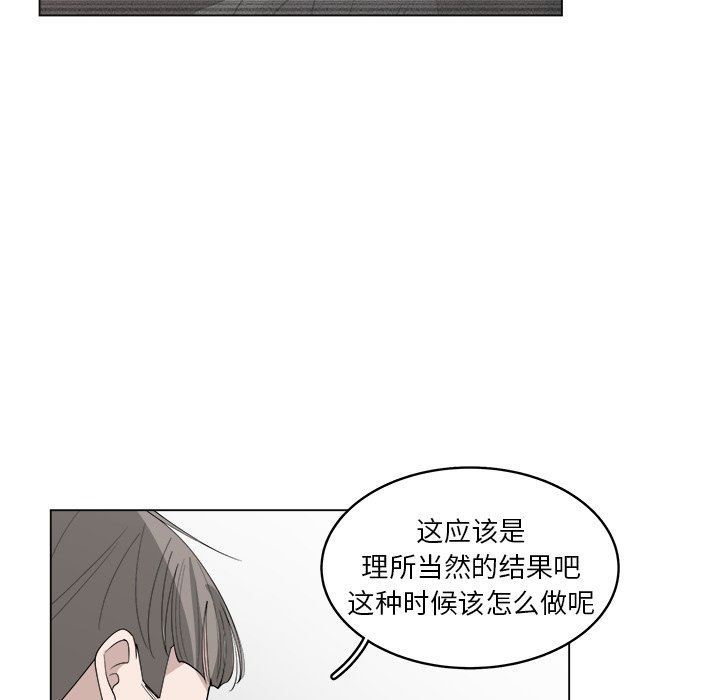 这应该是
理所当然的结果吧
这种时候该怎么做呢